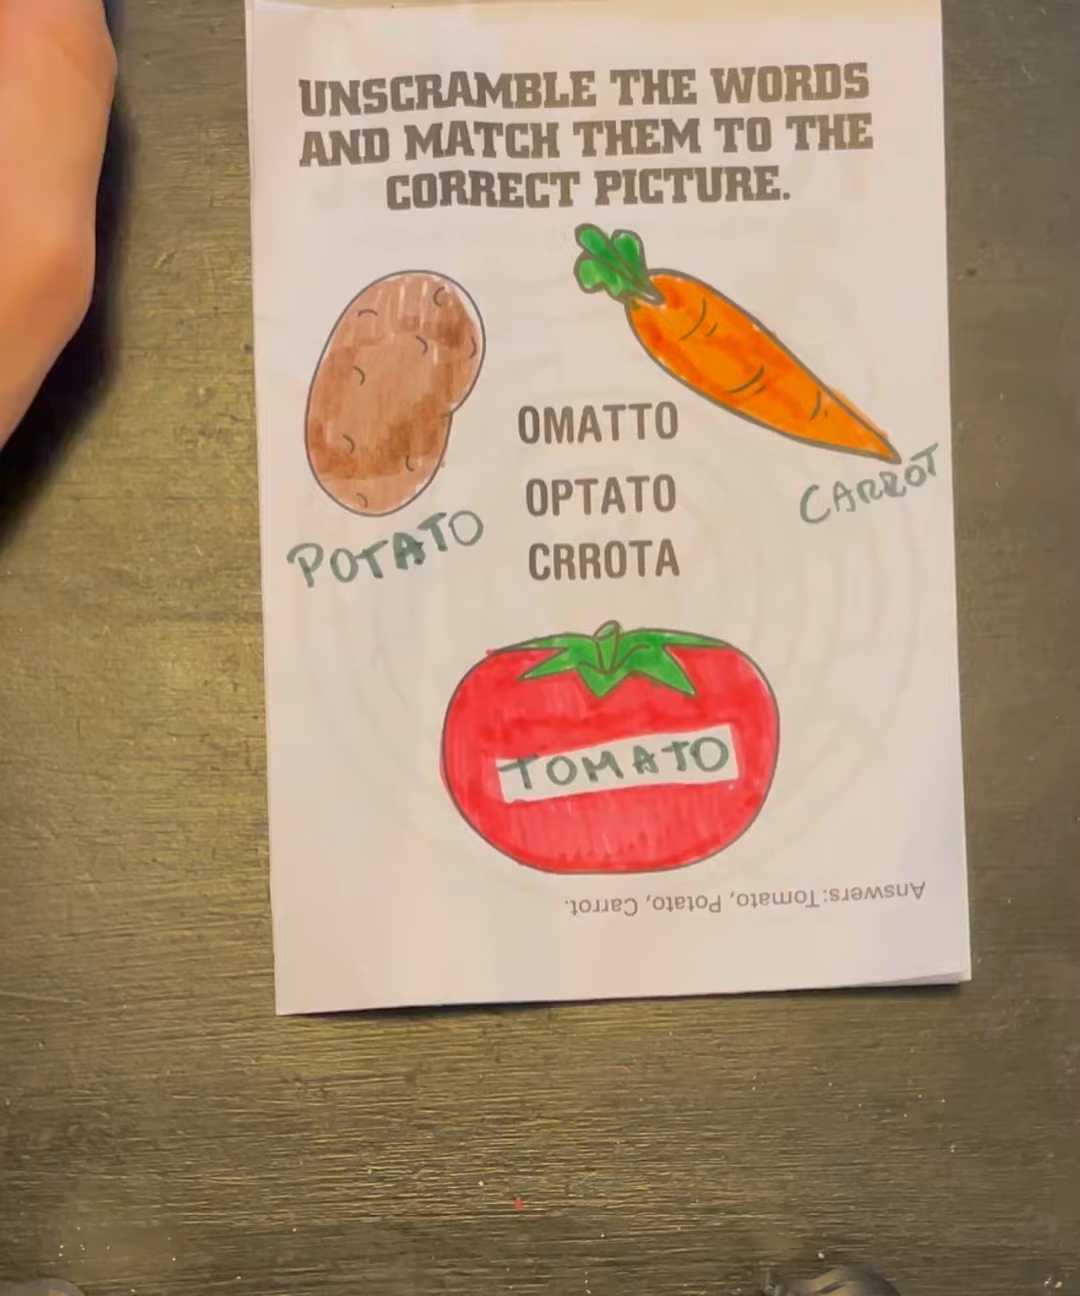 UNSCRAMBLE THE WORDS
AND MATCH THEM TO THE
CORRECT PICTURE.
OMATTO
OPTATO
CRROTA
CARROT
POTATO
TOMATO
Answers: Tomato, Potato, Carrot.